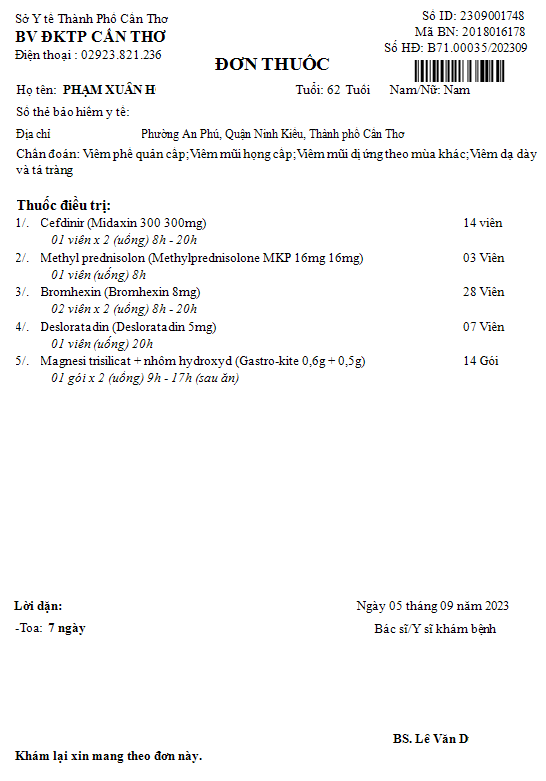 Sở Y tế Thành Phố Cần Thơ
BV ĐKTP CẦN THƠ
Điện thoại : 02923.821.236
Số ID: 2309001748
Mã BN: 2018016178
Số HĐ: B71.00035/202309
ĐƠN THUỐC
Họ tên: PHẠM XUÂN H Tuổi: 62 Tuổi Nam/Nữ: Nam
Số thẻ bảo hiểm y tế:
Địa chỉ Phường An Phú, Quận Ninh Kiều, Thành phố Cần Thơ
Chẩn đoán: Viêm phế quản cấp;Viêm mũi họng cấp;Viêm mũi dị ứng theo mùa khác;Viêm dạ dày
và tá tràng
Thuốc điều trị:
1/. Cefdinir (Midaxin 300 300mg) 14 viên
01 viên x 2 (uống) 8h - 20h
2/. Methyl prednisolon (Methylprednisolone MKP 16mg 16mg) 03 Viên
01 viên (uống) 8h
3/. Bromhexin (Bromhexin 8mg) 28 Viên
02 viên x 2 (uống) 8h - 20h
4/. Desloratadin (Desloratadin 5mg) 07 Viên
01 viên (uống) 20h
5/. Magnesi trisilicat + nhôm hydroxyd (Gastro-kite 0,6g + 0,5g) 14 Gói
01 gói x 2 (uống) 9h - 17h (sau ăn)
Lời dặn:
-Toa: 7 ngày
Ngày 05 tháng 09 năm 2023
Bác sĩ/Y sĩ khám bệnh
BS. Lê Văn D
Khám lại xin mang theo đơn này.